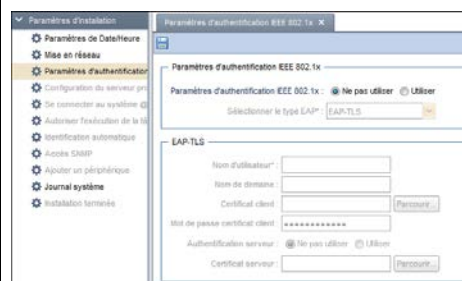 Paramètres d'installation
Paramètres de Date/Heure
Mise en réseau
Paramètres d'authentification
Configuration du serveur pro
Se connecter au système @
Autoriser l'exécution de la té
Identification automatique
Accès SNMP
Ajouter un périphérique
Journal système
Installation terminée
Paramètres d'authentification IEEE 802.1x
Paramètres d'authentification IEEE 802.1x
Paramètres d'authentification IEEE 802.1x : Ne pas utiliser Utiliser
Sélectionner le type EAP* : EAP-TLS
EAP-TLS
Nom d'utilisateur* :
Nom de domaine :
Certificat client : Parcourir...
Mot de passe certificat client : ************
Authentification serveur : Ne pas utiliser Utiliser
Certificat serveur : Parcourir...